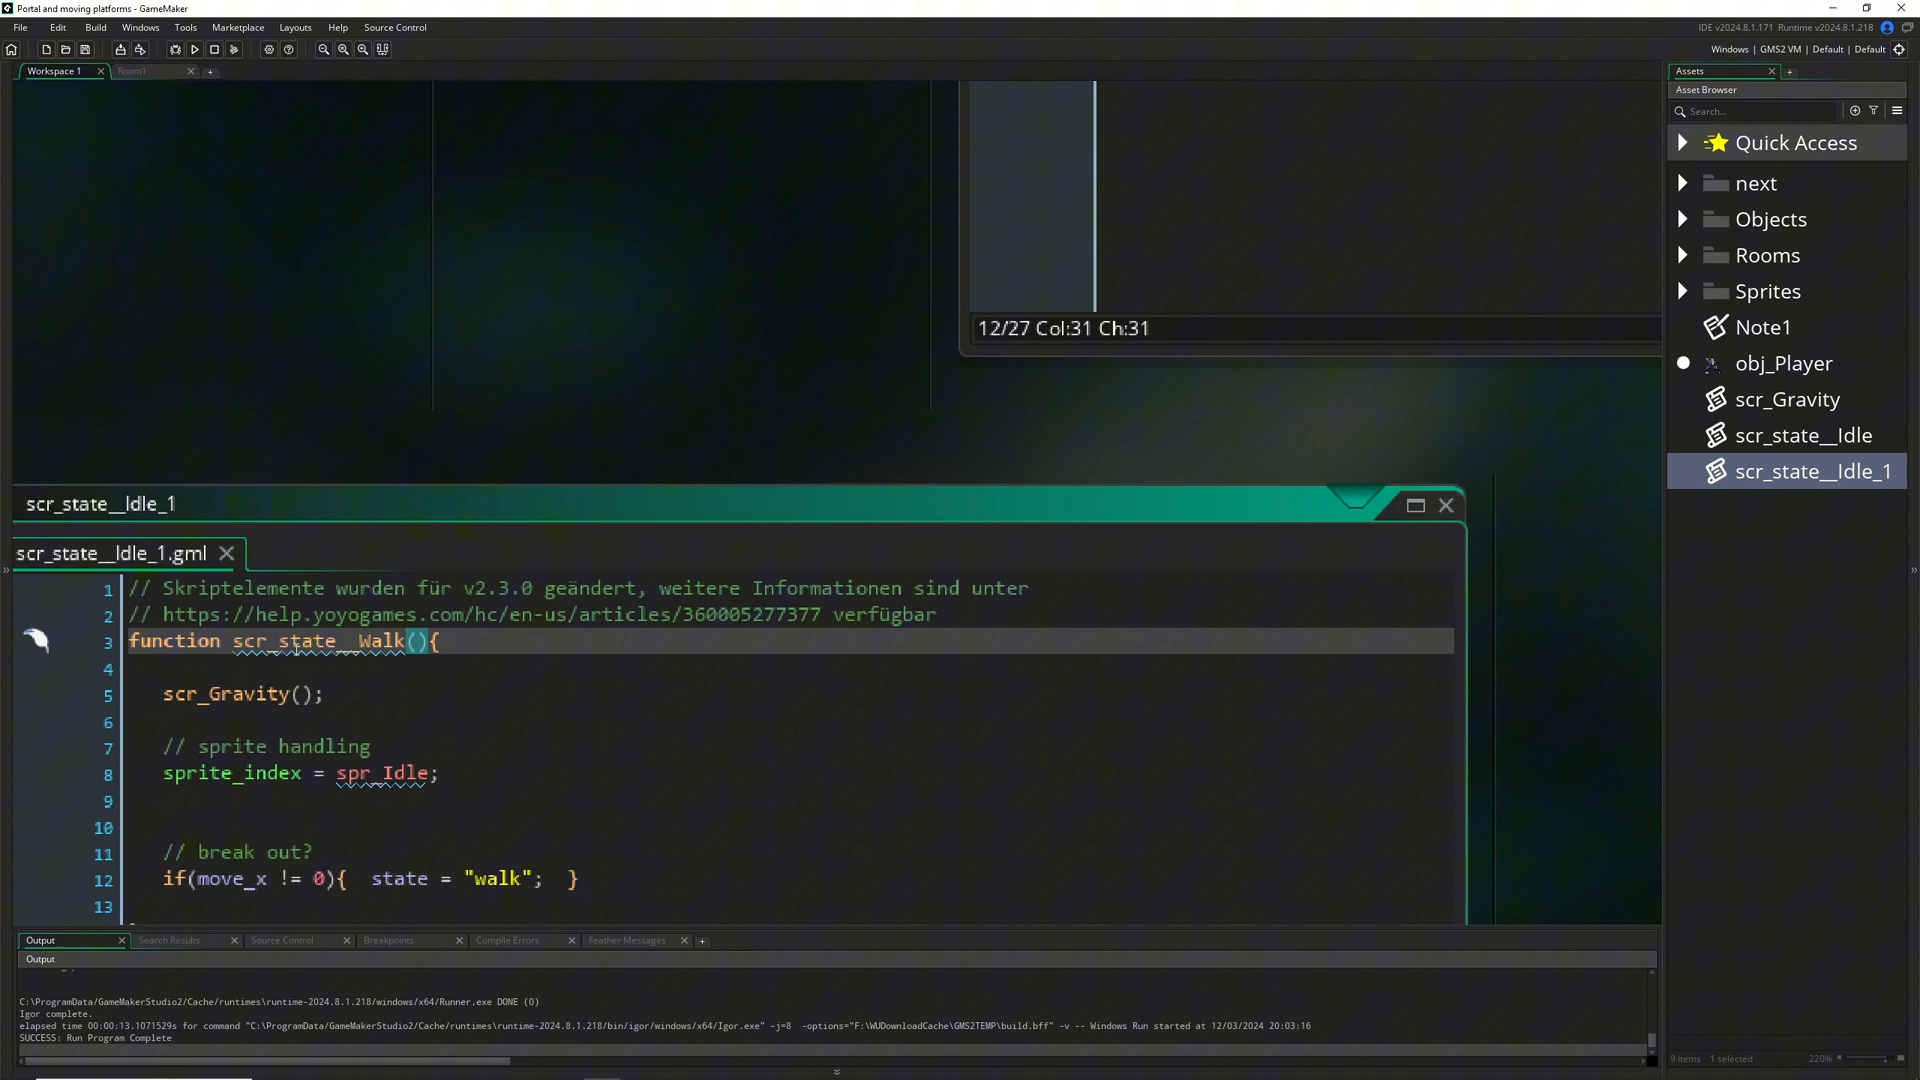 Portal and moving platforms - GameMaker
File Edit Build Windows Tools Marketplace Layouts Help Source Control
IDE v2024.8.1.171 Runtime v2024.8.1.218
Windows | GMS2 VM | Default | Default
Workspace 1
Room1
Assets
Asset Browser
Search...
Quick Access
next
Objects
Rooms
Sprites
Note1
obj_Player
scr_Gravity
scr_state__Idle
scr_state__Idle_1
12/27 Col:31 Ch:31
scr_state__Idle_1
scr_state__Idle_1.gml
1 // Skriptelemente wurden für v2.3.0 geändert, weitere Informationen sind unter
2 // https://help.yoyogames.com/hc/en-us/articles/360005277377 verfügbar
3 function scr_state__Walk(){
4
5 scr_Gravity();
6
7 // sprite handling
8 sprite_index = spr_Idle;
9
10
11 // break out?
12 if(move_x != 0){ state = "walk"; }
13
Output Search Results Source Control Breakpoints Compile Errors Feather Messages
Output
C:\ProgramData/GameMakerStudio2/Cache/runtimes\runtime-2024.8.1.218/windows/x64/Runner.exe DONE (0)
Igor complete.
elapsed time 00:00:13.1071529s for command "C:\ProgramData/GameMakerStudio2/Cache/runtimes\runtime-2024.8.1.218/bin/igor/windows/x64/Igor.exe" -j=8 -options="F:\WUDownloadCache\GMS2TEMP\build.bff" -v -- Windows Run started at 12/03/2024 20:03:16
SUCCESS: Run Program Complete
9 items 1 selected
220%